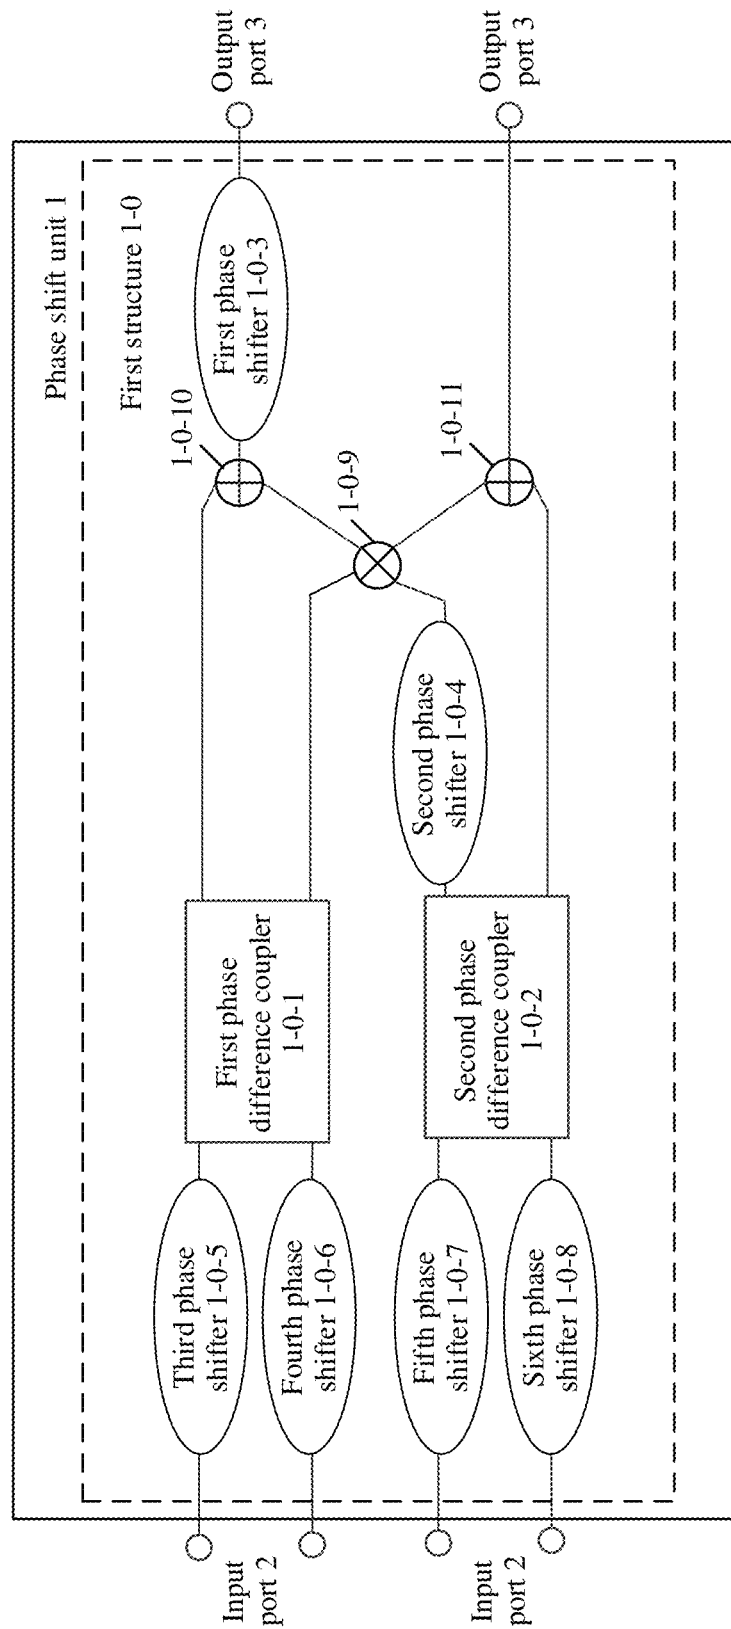 Phase shift unit 1
First structure 1-0
Input
port 2
Input
port 2
Third phase
shifter 1-0-5
Fourth phase
shifter 1-0-6
Fifth phase
shifter 1-0-7
Sixth phase
shifter 1-0-8
First phase
difference coupler
1-0-1
Second phase
difference coupler
1-0-2
Second phase
shifter 1-0-4
1-0-9
1-0-10
1-0-11
First phase
shifter 1-0-3
Output
port 3
Output
port 3